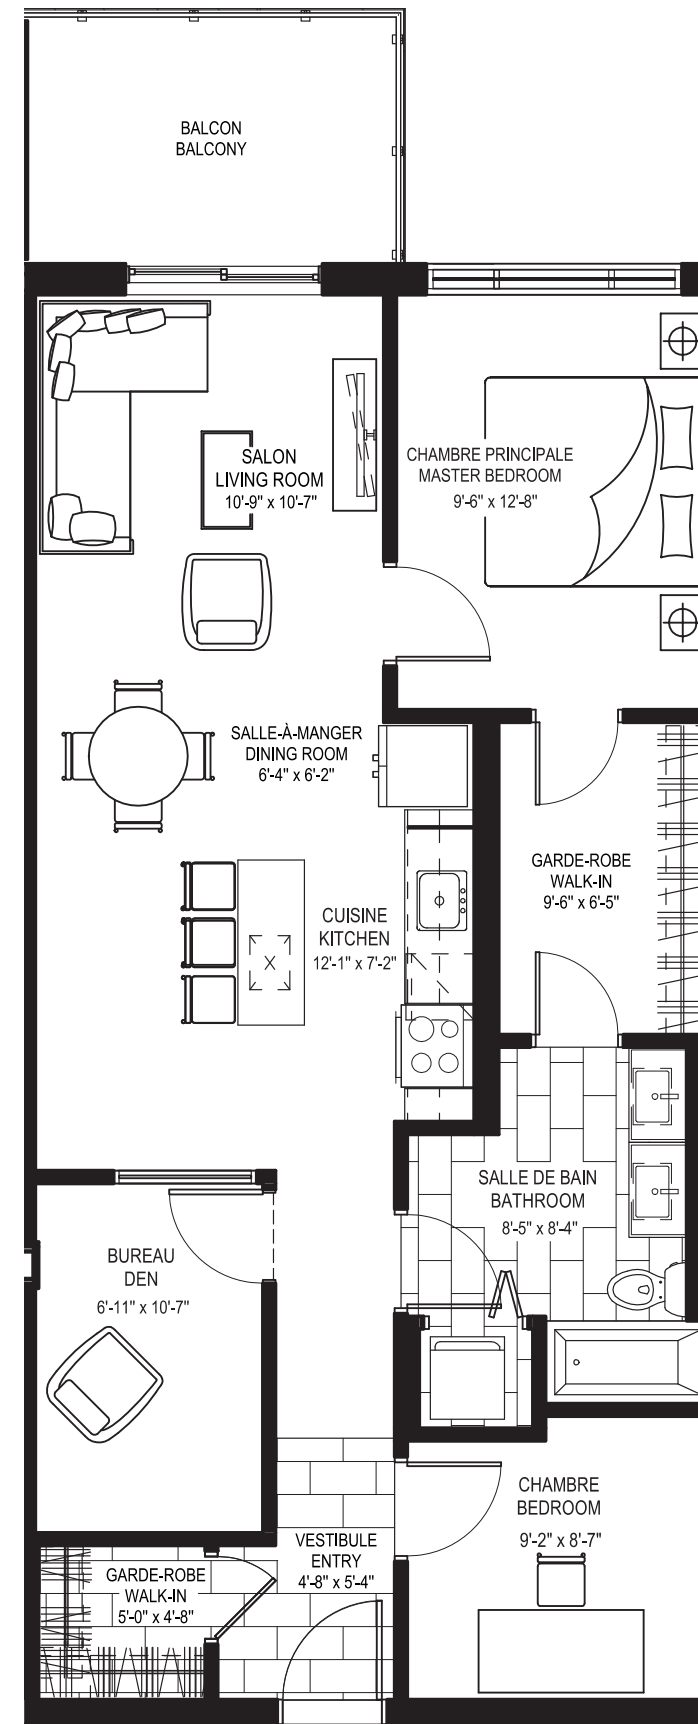 BALCON
BALCONY
SALON
LIVING ROOM
10'-9" x 10'-7"
CHAMBRE PRINCIPALE
MASTER BEDROOM
9'-6" x 12'-8"
SALLE-À-MANGER
DINING ROOM
6'-4" x 6'-2"
GARDE-ROBE
WALK-IN
9'-6" x 6'-5"
CUISINE
KITCHEN
12'-1" x 7'-2"
SALLE DE BAIN
BATHROOM
8'-5" x 8'-4"
BUREAU
DEN
6'-11" x 10'-7"
CHAMBRE
BEDROOM
9'-2" x 8'-7"
VESTIBULE
ENTRY
4'-8" x 5'-4"
GARDE-ROBE
WALK-IN
5'-0" x 4'-8"